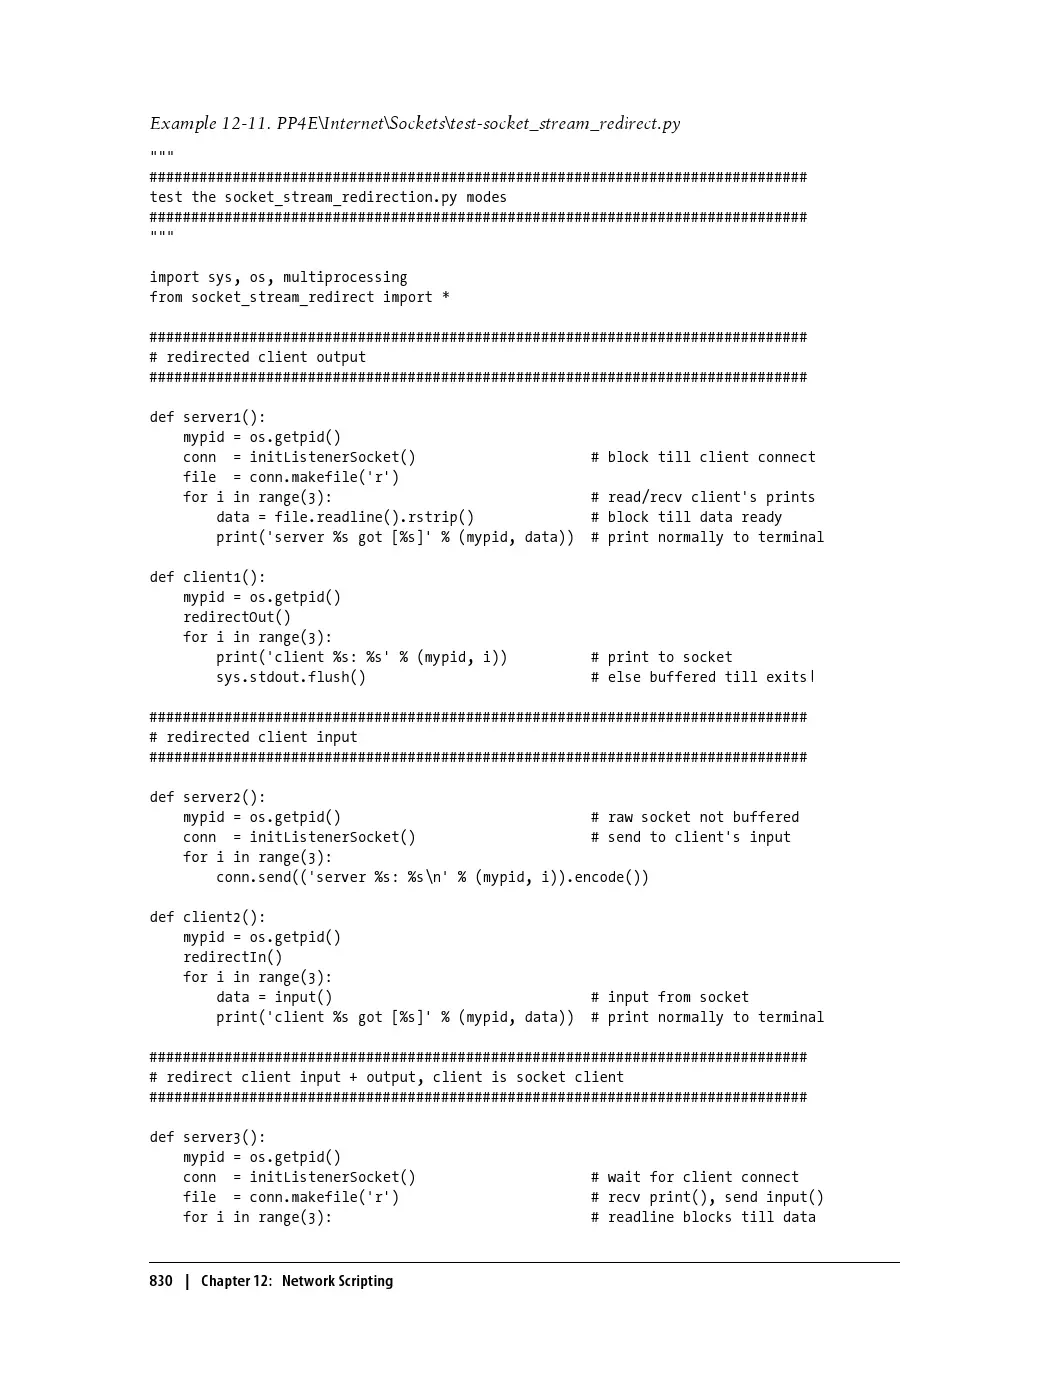 Example 12-11. PP4E\Internet\Sockets\test-socket_stream_redirect.py
"""
###############################################################################
test the socket_stream_redirection.py modes
###############################################################################
"""
import sys, os, multiprocessing
from socket_stream_redirect import *
###############################################################################
# redirected client output
###############################################################################
def server1():
    mypid = os.getpid()
    conn  = initListenerSocket()                     # block till client connect
    file  = conn.makefile('r')
    for i in range(3):                               # read/recv client's prints
        data = file.readline().rstrip()              # block till data ready
        print('server %s got [%s]' % (mypid, data))  # print normally to terminal
def client1():
    mypid = os.getpid()
    redirectOut()
    for i in range(3):
        print('client %s: %s' % (mypid, i))          # print to socket
        sys.stdout.flush()                           # else buffered till exits!
###############################################################################
# redirected client input
###############################################################################
def server2():
    mypid = os.getpid()                              # raw socket not buffered
    conn  = initListenerSocket()                     # send to client's input
    for i in range(3):
        conn.send(('server %s: %s\n' % (mypid, i)).encode())
def client2():
    mypid = os.getpid()
    redirectIn()
    for i in range(3):
        data = input()                               # input from socket
        print('client %s got [%s]' % (mypid, data))  # print normally to terminal
###############################################################################
# redirect client input + output, client is socket client
###############################################################################
def server3():
    mypid = os.getpid()
    conn  = initListenerSocket()                     # wait for client connect
    file  = conn.makefile('r')                       # recv print(), send input()
    for i in range(3):                               # readline blocks till data
830 | Chapter 12: Network Scripting